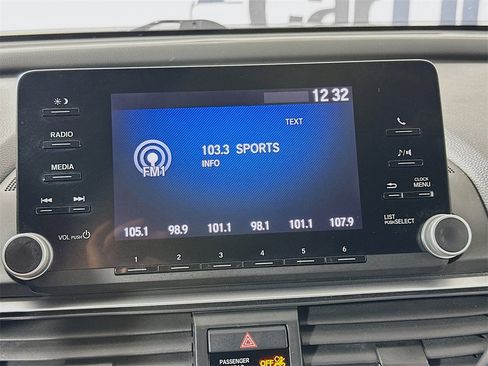 12 32
TEXT
103.3 SPORTS
INFO
FM1
105.1 98.9 101.1 98.1 101.1 107.9
1 2 3 4 5 6
RADIO
MEDIA
VOL PUSH
CLOCK
MENU
LIST
PUSH SELECT
PASSENGER
OFF